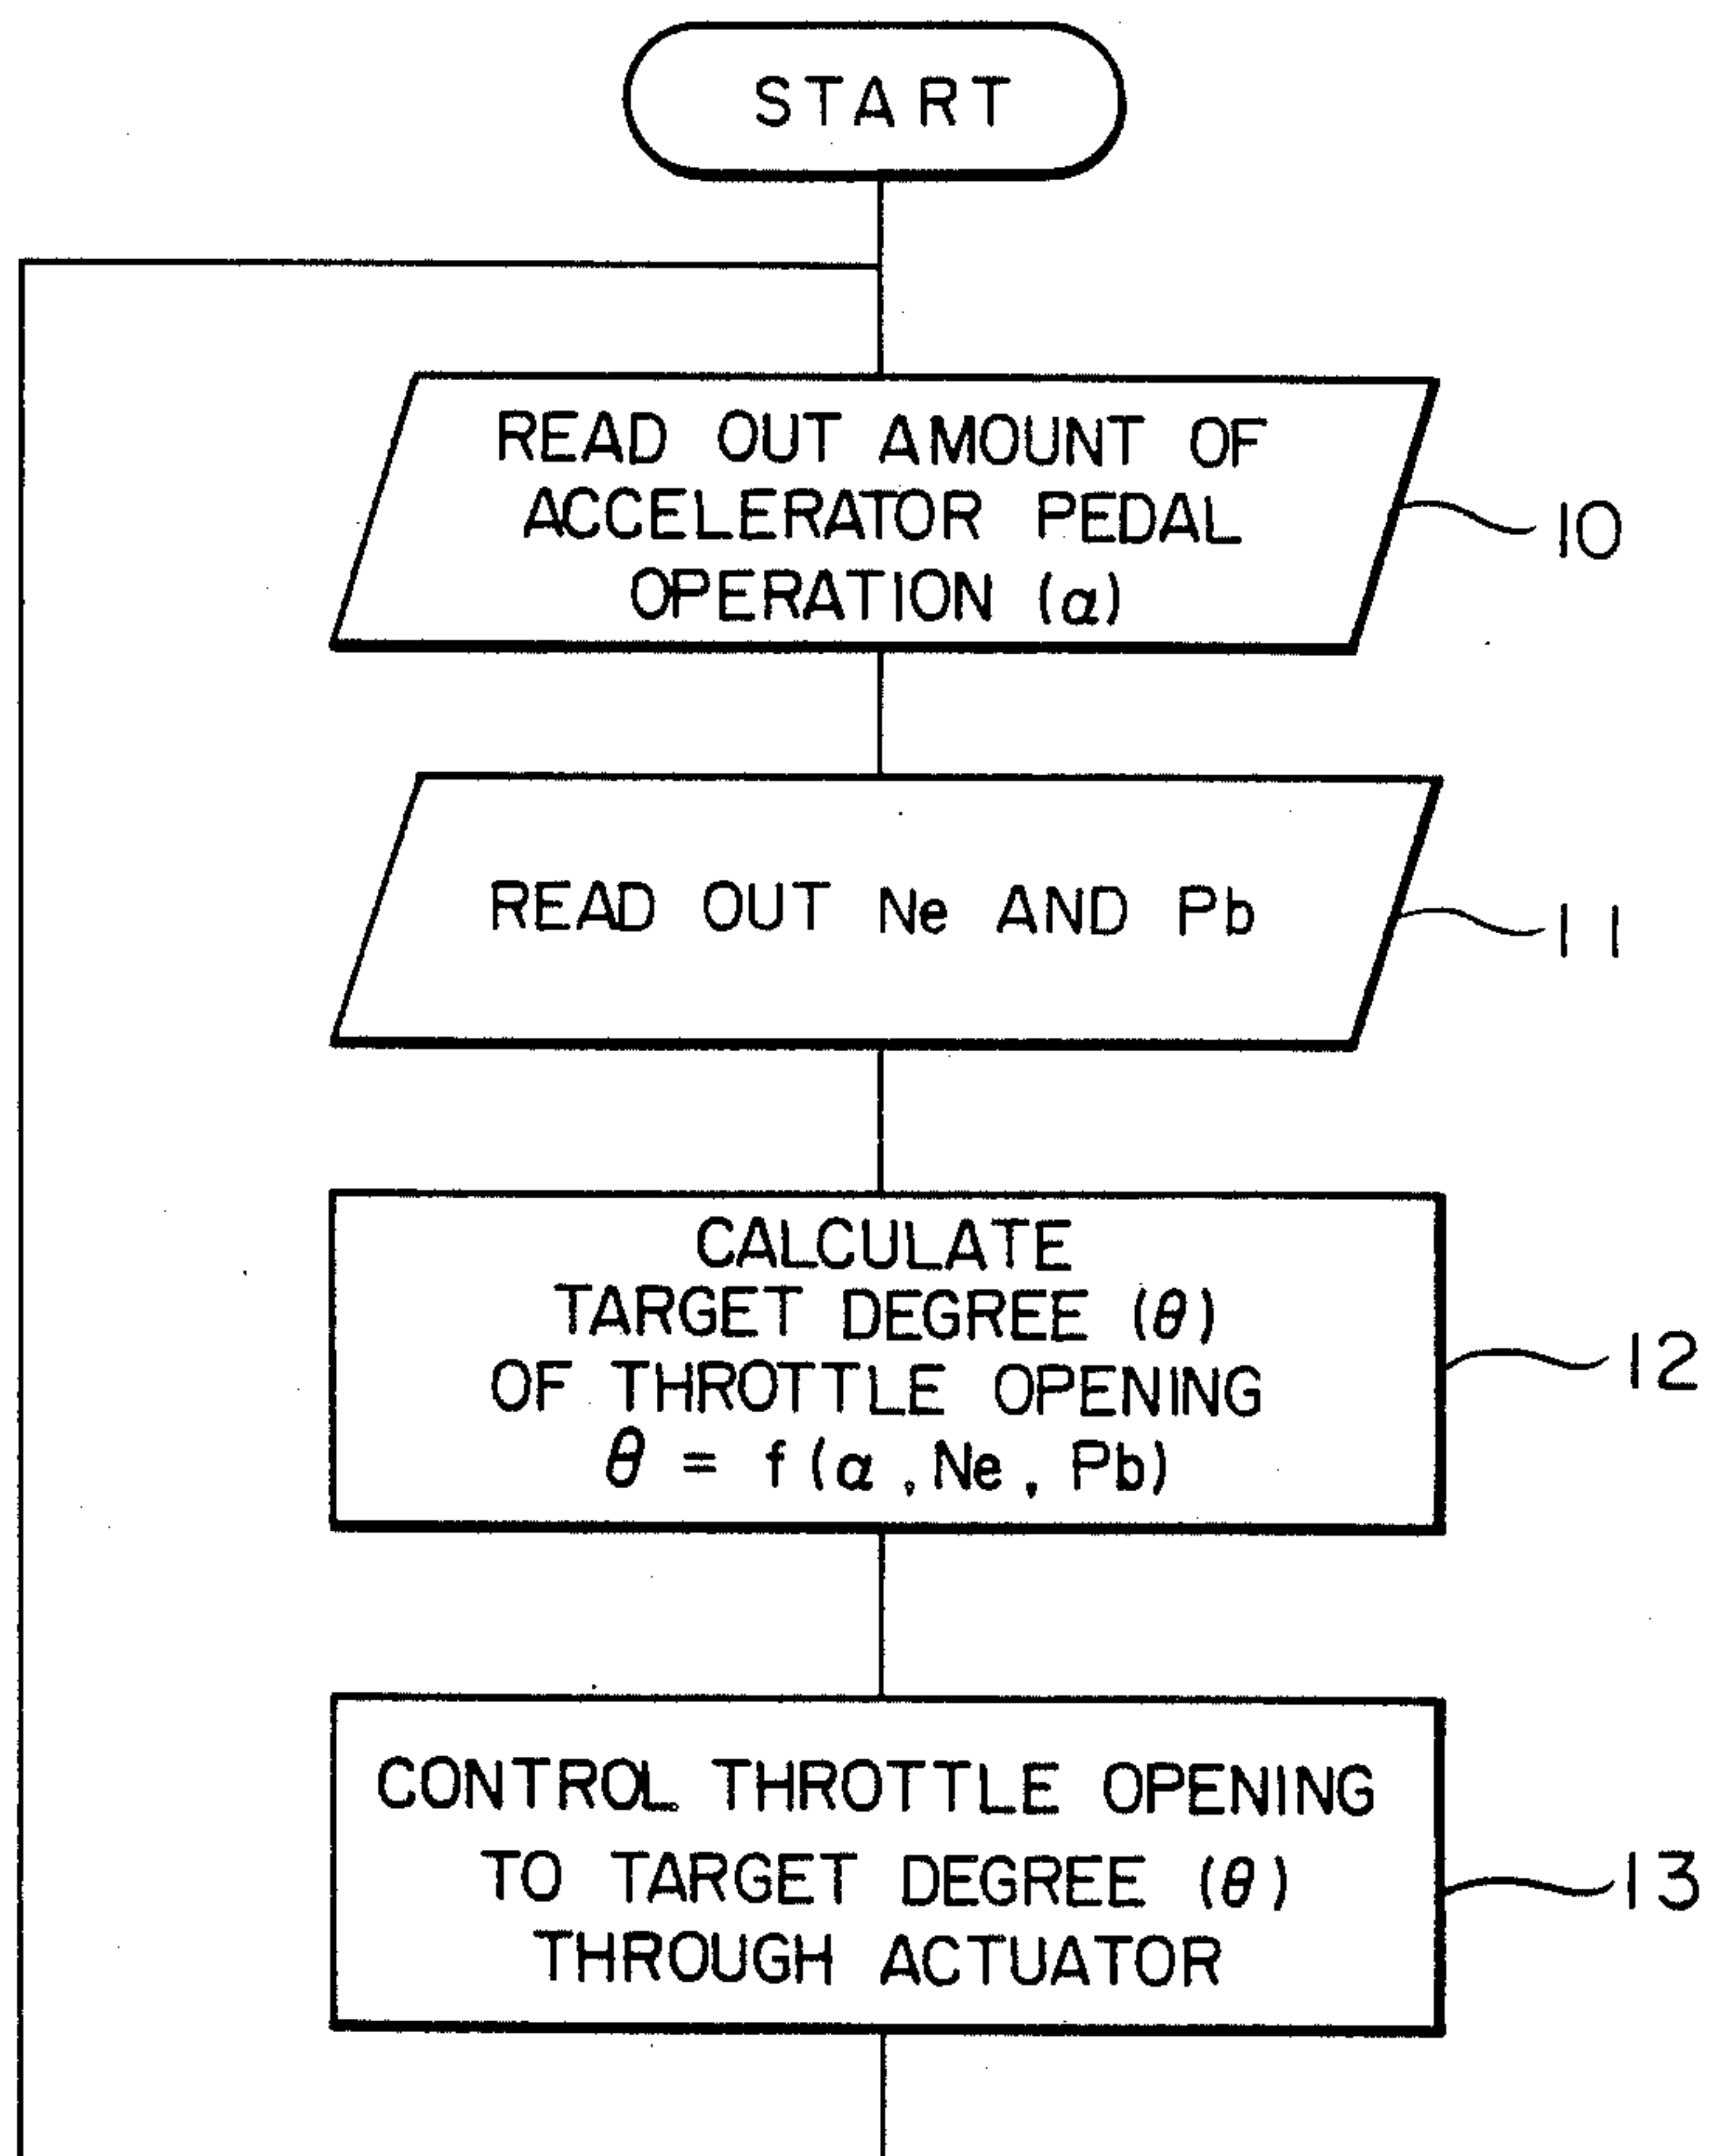 START
READ OUT AMOUNT OF
ACCELERATOR PEDAL
OPERATION (α)
10
READ OUT Ne AND Pb
11
CALCULATE
TARGET DEGREE (θ)
OF THROTTLE OPENING
θ = f (α , Ne , Pb)
12
CONTROL THROTTLE OPENING
TO TARGET DEGREE (θ)
THROUGH ACTUATOR
13